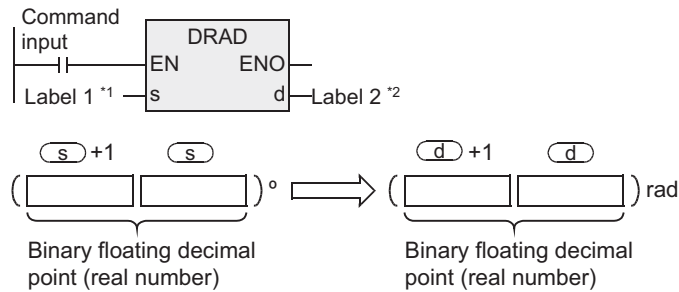 Command
input
DRAD
EN ENO
Label 1 *1 s d Label 2 *2
s +1 s d +1 d
( ) º ( ) rad
Binary floating decimal Binary floating decimal
point (real number) point (real number)